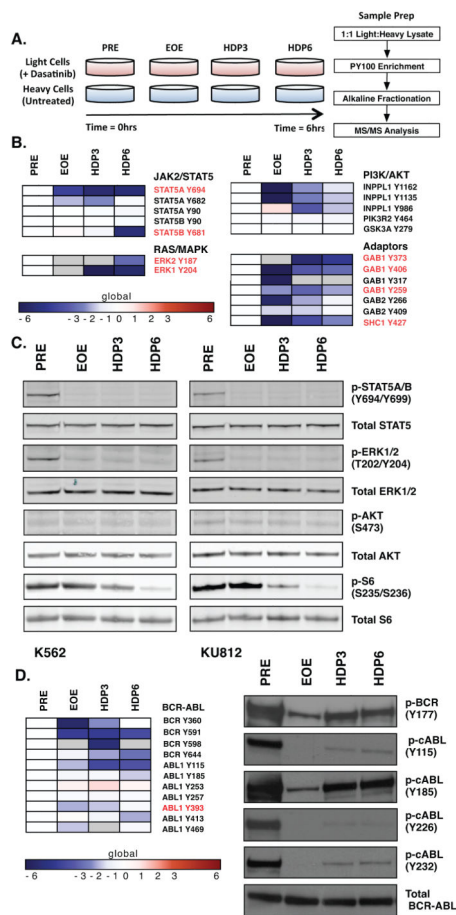 A.
Sample Prep
PRE EOE HDP3 HDP6
1:1 Light:Heavy Lysate
Light Cells
(+ Dasatinib)
PY100 Enrichment
Heavy Cells
(Untreated)
Alkaline Fractionation
Time = 0hrs Time = 6hrs
MS/MS Analysis
B.
PRE EOE HDP3 HDP6
JAK2/STAT5
STAT5A Y694
STAT5A Y682
STAT5A Y90
STAT5B Y90
STAT5B Y681
RAS/MAPK
ERK2 Y187
ERK1 Y204
global
-6 -3 -2 -1 0 1 2 3 6
PRE EOE HDP3 HDP6
PI3K/AKT
INPPL1 Y1162
INPPL1 Y1135
INPPL1 Y986
PIK3R2 Y464
GSK3A Y279
Adaptors
GAB1 Y373
GAB1 Y406
GAB1 Y317
GAB1 Y259
GAB2 Y266
GAB2 Y409
SHC1 Y427
C.
PRE EOE HDP3 HDP6 PRE EOE HDP3 HDP6
p-STAT5A/B
(Y694/Y699)
Total STAT5
p-ERK1/2
(T202/Y204)
Total ERK1/2
p-AKT
(S473)
Total AKT
p-S6
(S235/S236)
Total S6
K562 KU812
D.
PRE EOE HDP3 HDP6
BCR-ABL
BCR Y360
BCR Y591
BCR Y598
BCR Y644
ABL1 Y115
ABL1 Y185
ABL1 Y253
ABL1 Y257
ABL1 Y393
ABL1 Y413
ABL1 Y469
global
-6 -3 -2 -1 0 1 2 3 6
PRE EOE HDP3 HDP6
p-BCR
(Y177)
p-cABL
(Y115)
p-cABL
(Y185)
p-cABL
(Y226)
p-cABL
(Y232)
Total
BCR-ABL